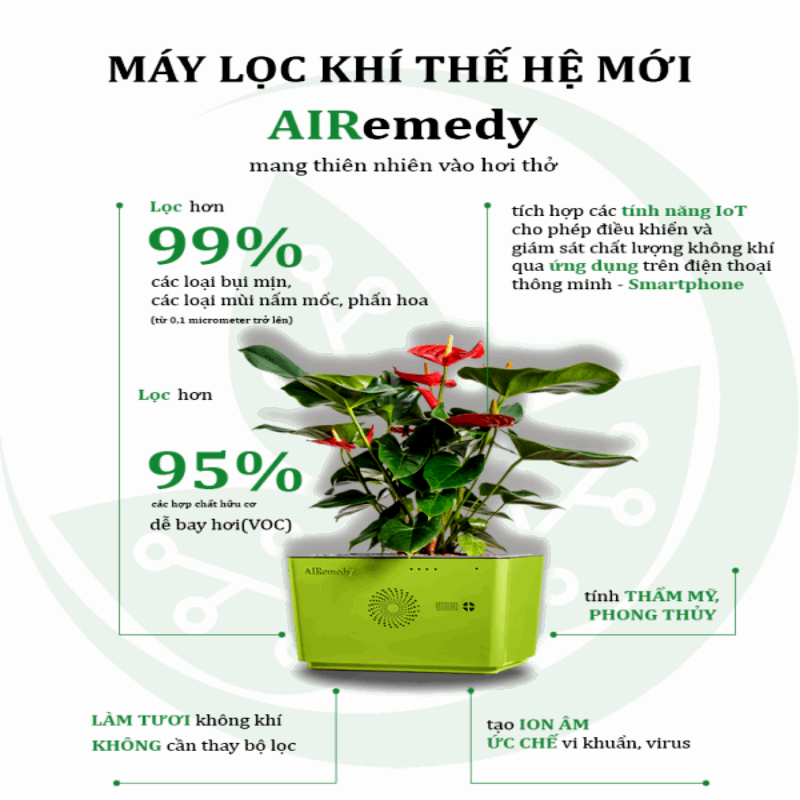 MÁY LỌC KHÍ THẾ HỆ MỚI
AIRemedy
mang thiên nhiên vào hơi thở
Lọc hơn
99%
các loại bụi mịn,
các loại mùi nấm mốc, phấn hoa
(từ 0,1 micrometer trở lên)
tích hợp các tính năng IoT
cho phép điều khiển và
giám sát chất lượng không khí
qua ứng dụng trên điện thoại
thông minh - Smartphone
Lọc hơn
95%
các hợp chất hữu cơ
dễ bay hơi(VOC)
AIRemedy
tính THẨM MỸ,
PHONG THỦY
LÀM TƯƠI không khí
KHÔNG cần thay bộ lọc
tạo ION ÂM
ỨC CHẾ vi khuẩn, virus